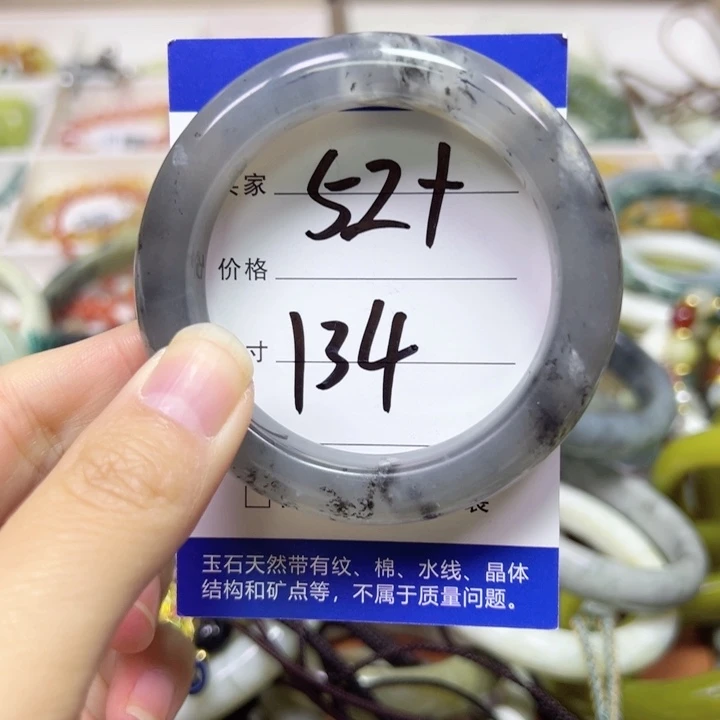 家 52+
价格
寸 134
玉石天然带有纹、棉、水线、晶体
结构和矿点等，不属于质量问题。